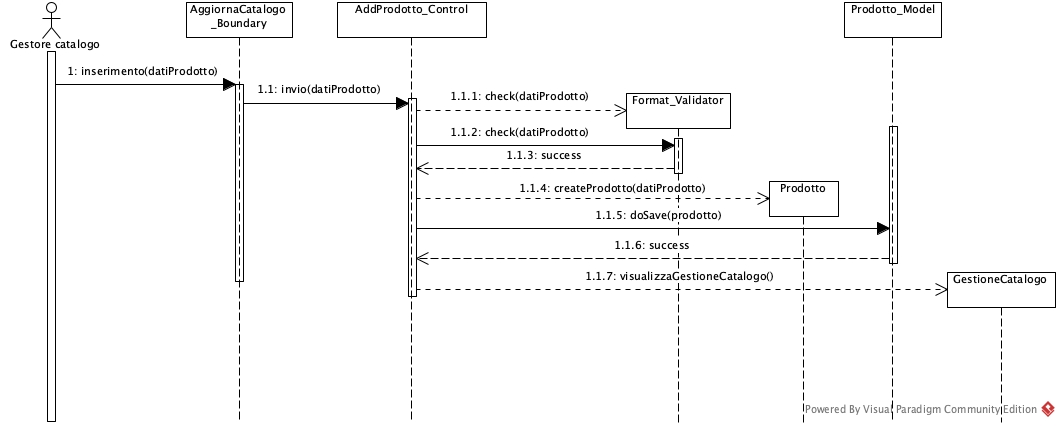 AggiornaCatalogo
_Boundary
AddProdotto_Control
Prodotto_Model
Gestore catalogo
1: inserimento(datiProdotto)
1.1: invio(datiProdotto)
1.1.1: check(datiProdotto)
Format_Validator
1.1.2: check(datiProdotto)
1.1.3: success
1.1.4: createProdotto(datiProdotto)
Prodotto
1.1.5: doSave(prodotto)
1.1.6: success
1.1.7: visualizzaGestioneCatalogo()
GestioneCatalogo
Powered By Visual Paradigm Community Edition